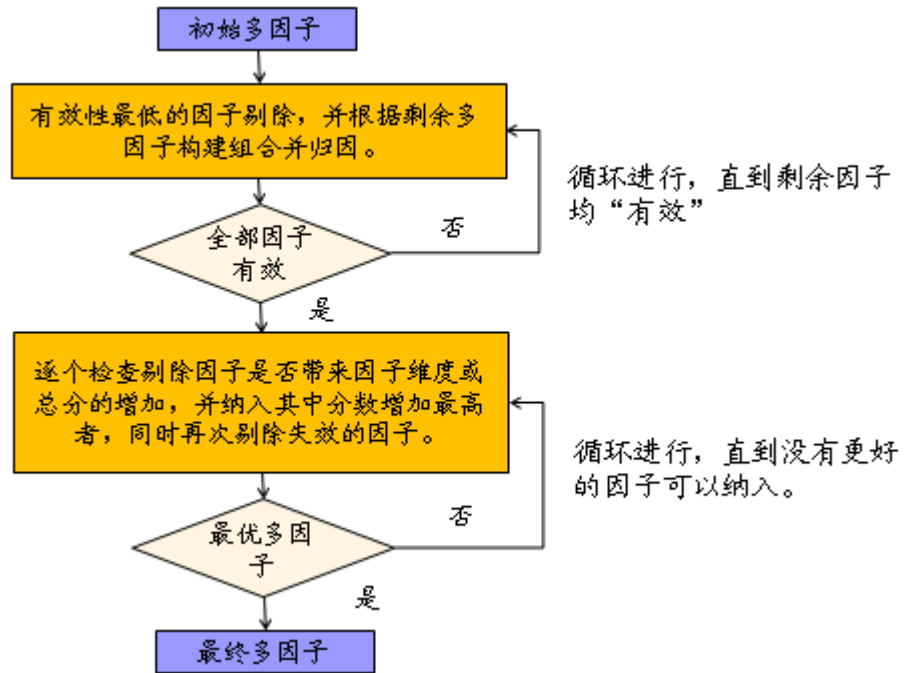 初始多因子
有效性最低的因子剔除，并根据剩余多
因子构建组合并归因。
循环进行，直到剩余因子
均“有效”
否
全部因子
有效
是
逐个检查剔除因子是否带来因子维度或
总分的增加，并纳入其中分数增加最高
者，同时再次剔除失效的因子。
循环进行，直到没有更好
的因子可以纳入。
否
最优多因
子
是
最终多因子